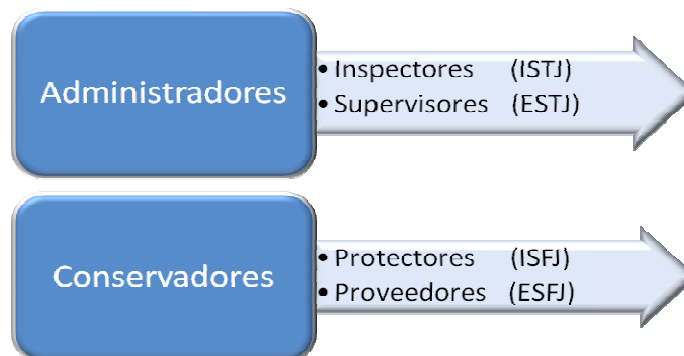 Administradores
• Inspectores (ISTJ)
• Supervisores (ESTJ)
Conservadores
• Protectores (ISFJ)
• Proveedores (ESFJ)